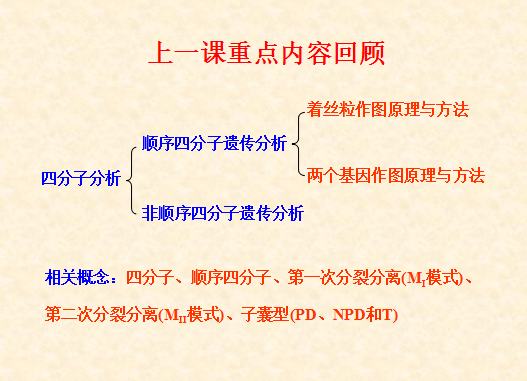 上一课重点内容回顾
着丝粒作图原理与方法
顺序四分子遗传分析
四分子分析
两个基因作图原理与方法
非顺序四分子遗传分析
相关概念：四分子、顺序四分子、第一次分裂分离(MI模式)、
第二次分裂分离(MII模式)、子囊型(PD、NPD和T)